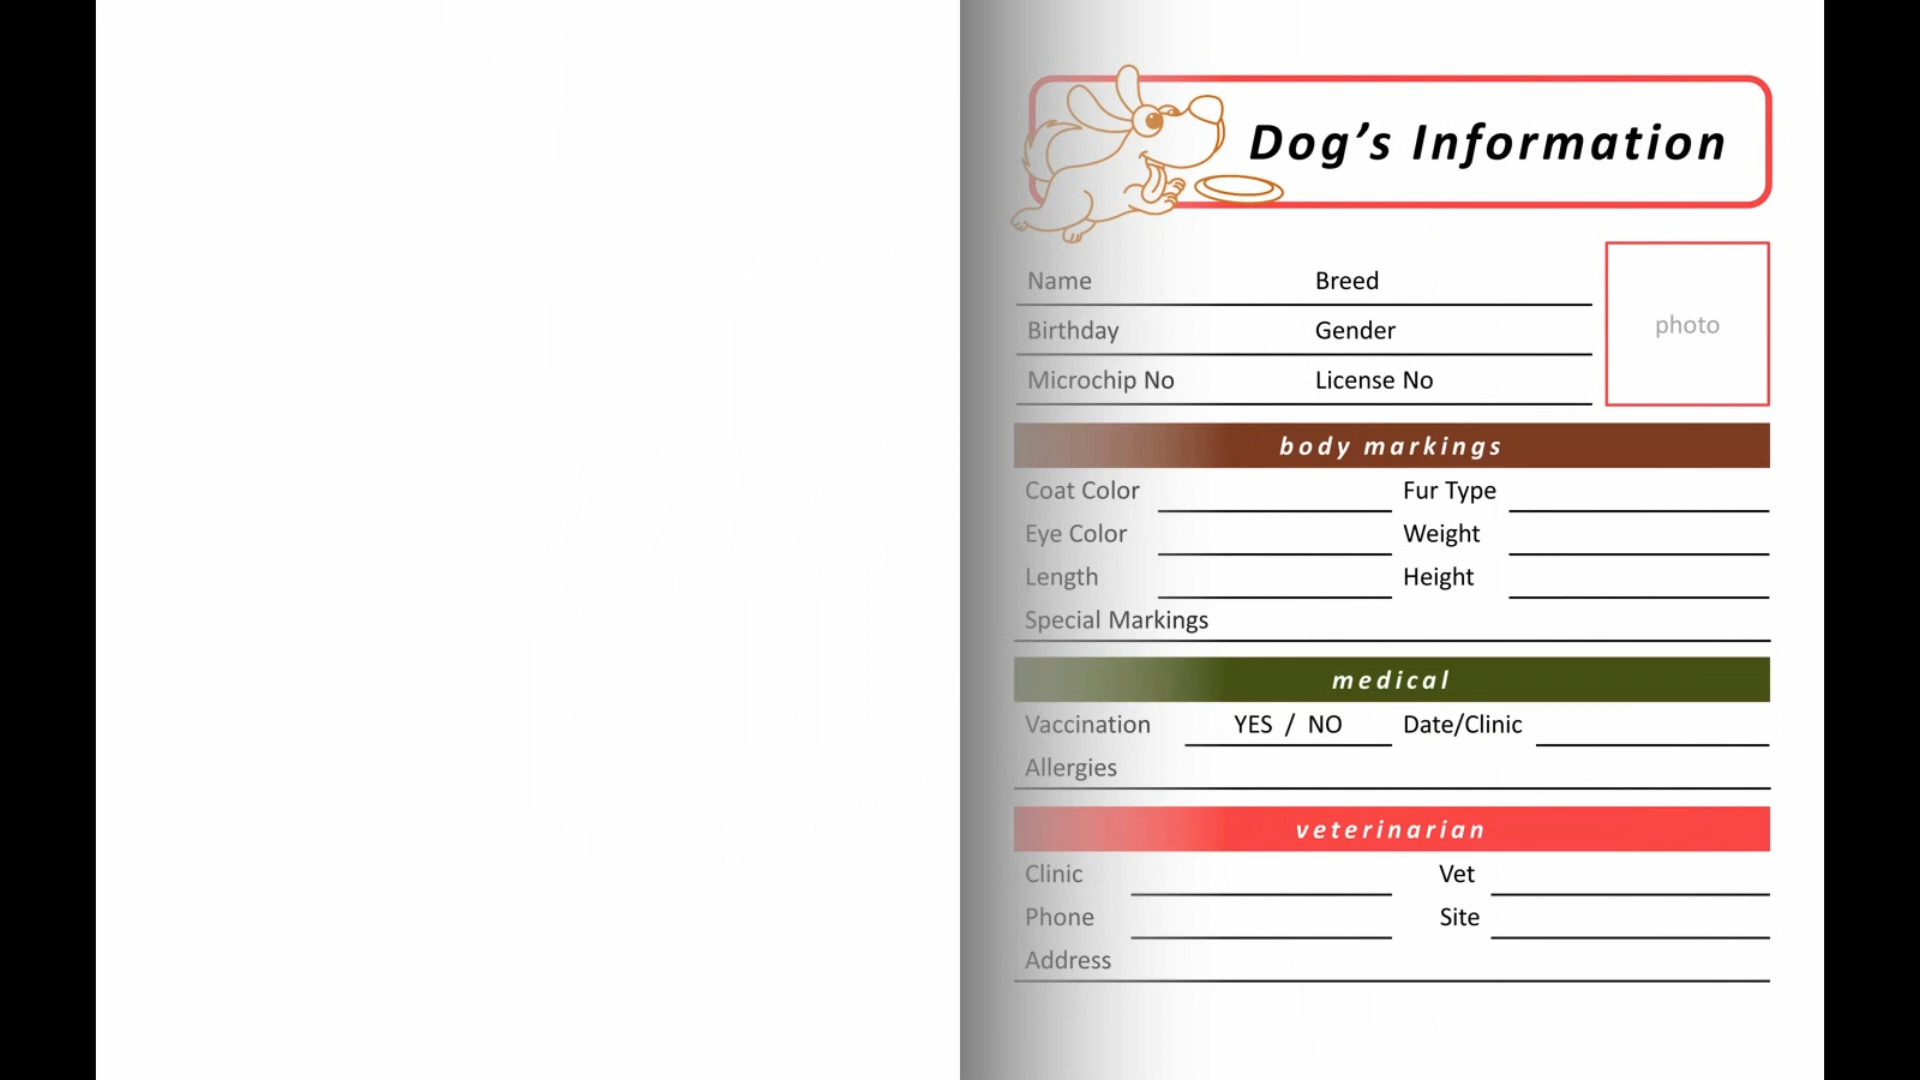 Dog's Information
Name Breed
photo
Birthday Gender
Microchip No License No
body markings
Coat Color Fur Type
Eye Color Weight
Length Height
Special Markings
medical
Vaccination YES / NO Date/Clinic
Allergies
veterinarian
Clinic Vet
Phone Site
Address